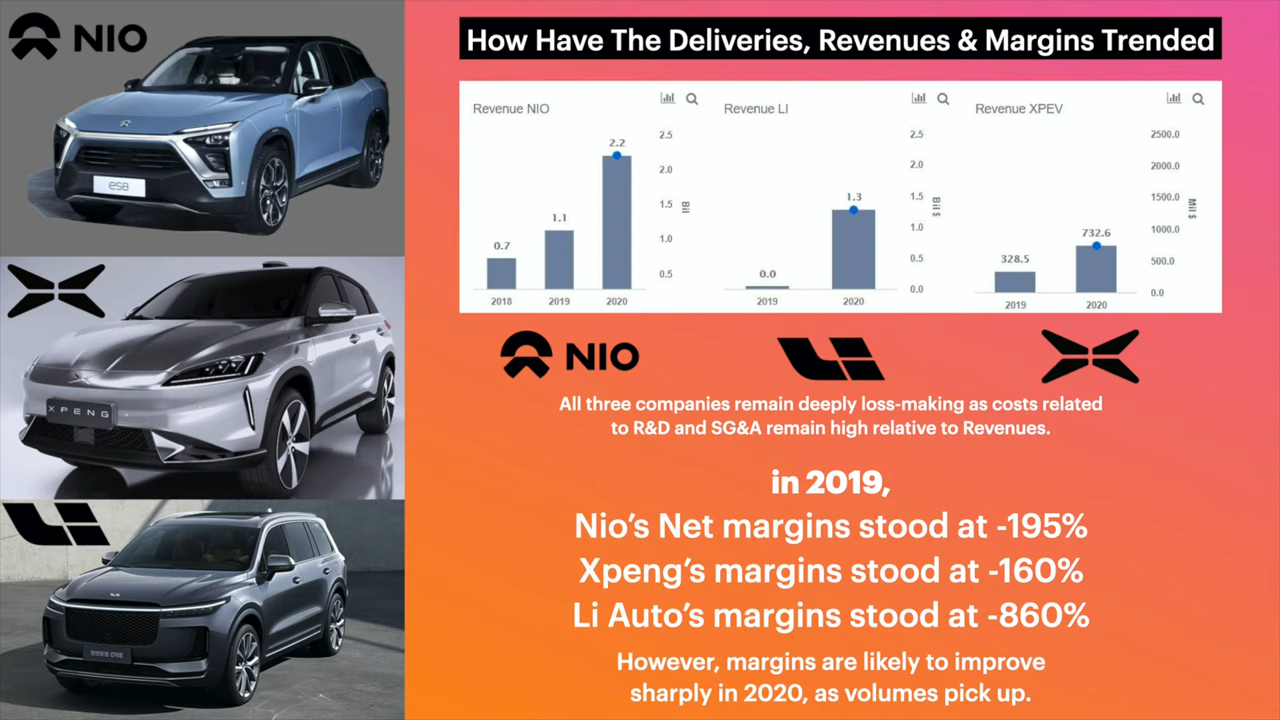 NIO
es8
XPENG
ONE
How Have The Deliveries, Revenues & Margins Trended
Revenue NIO
2.5
2.2
2.0
1.5
Bil
1.1
1.0
0.7
0.5
2018 2019 2020
Revenue LI
2.5
2.0
1.5
1.3
Bil $
1.0
0.5
0.0
0.0
2019 2020
Revenue XPEV
2500.0
2000.0
1500.0
Mil $
1000.0
732.6
500.0
328.5
0.0
2019 2020
NIO
Li
All three companies remain deeply loss-making as costs related
to R&D and SG&A remain high relative to Revenues.
in 2019,
Nio's Net margins stood at -195%
Xpeng's margins stood at -160%
Li Auto's margins stood at -860%
However, margins are likely to improve
sharply in 2020, as volumes pick up.